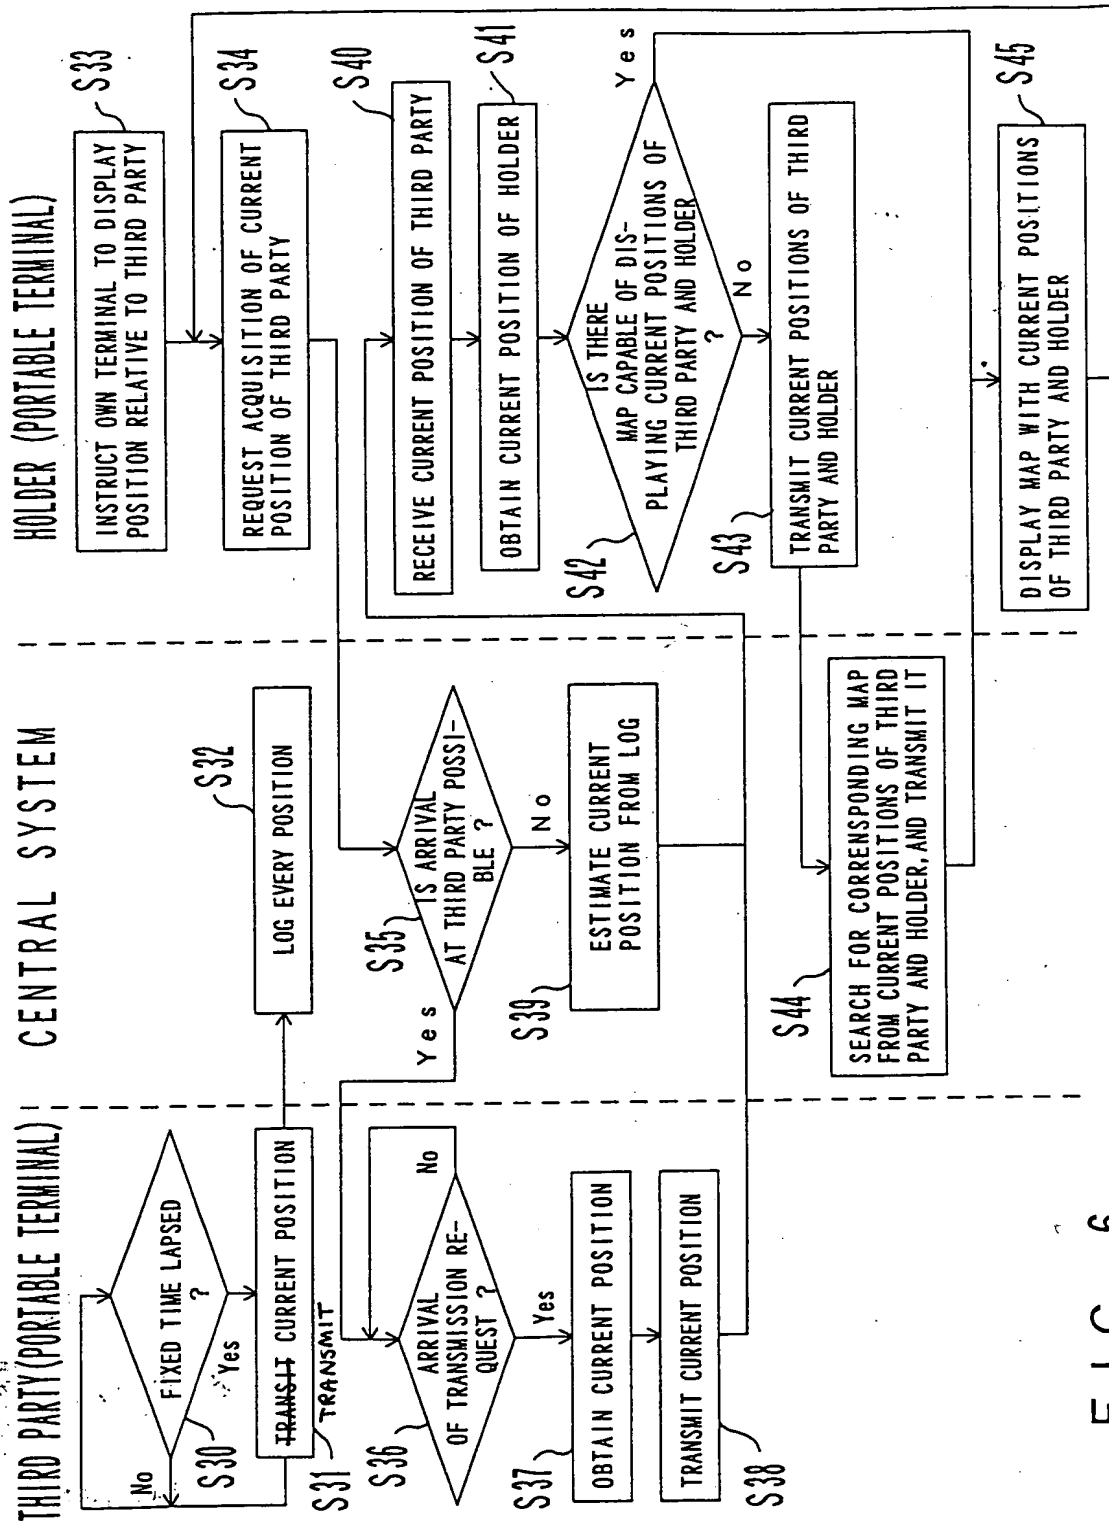 THIRD PARTY(PORTABLE TERMINAL)
FIXED TIME LAPSED
?
S30
No
Yes
TRANSIT CURRENT POSITION
TRANSMIT
S31
ARRIVAL
OF TRANSMISSION RE-
QUEST ?
S36
No
Yes
OBTAIN CURRENT POSITION
S37
TRANSMIT CURRENT POSITION
S38
CENTRAL SYSTEM
LOG EVERY POSITION
S32
IS ARRIVAL
AT THIRD PARTY POSSI-
BLE ?
S35
Yes
No
ESTIMATE CURRENT
POSITION FROM LOG
S39
SEARCH FOR CORRENSPONDING MAP
FROM CURRENT POSITIONS OF THIRD
PARTY AND HOLDER,AND TRANSMIT IT
S44
HOLDER (PORTABLE TERMINAL)
INSTRUCT OWN TERMINAL TO DISPLAY
POSITION RELATIVE TO THIRD PARTY
S33
REQUEST ACQUISITION OF CURRENT
POSITION OF THIRD PARTY
S34
RECEIVE CURRENT POSITION OF THIRD PARTY
S40
OBTAIN CURRENT POSITION OF HOLDER
S41
IS THERE
MAP CAPABLE OF DIS-
PLAYING CURRENT POSITIONS OF
THIRD PARTY AND HOLDER
?
S42
Yes
No
TRANSMIT CURRENT POSITIONS OF THIRD
PARTY AND HOLDER
S43
DISPLAY MAP WITH CURRENT POSITIONS
OF THIRD PARTY AND HOLDER
S45
FIG. 6